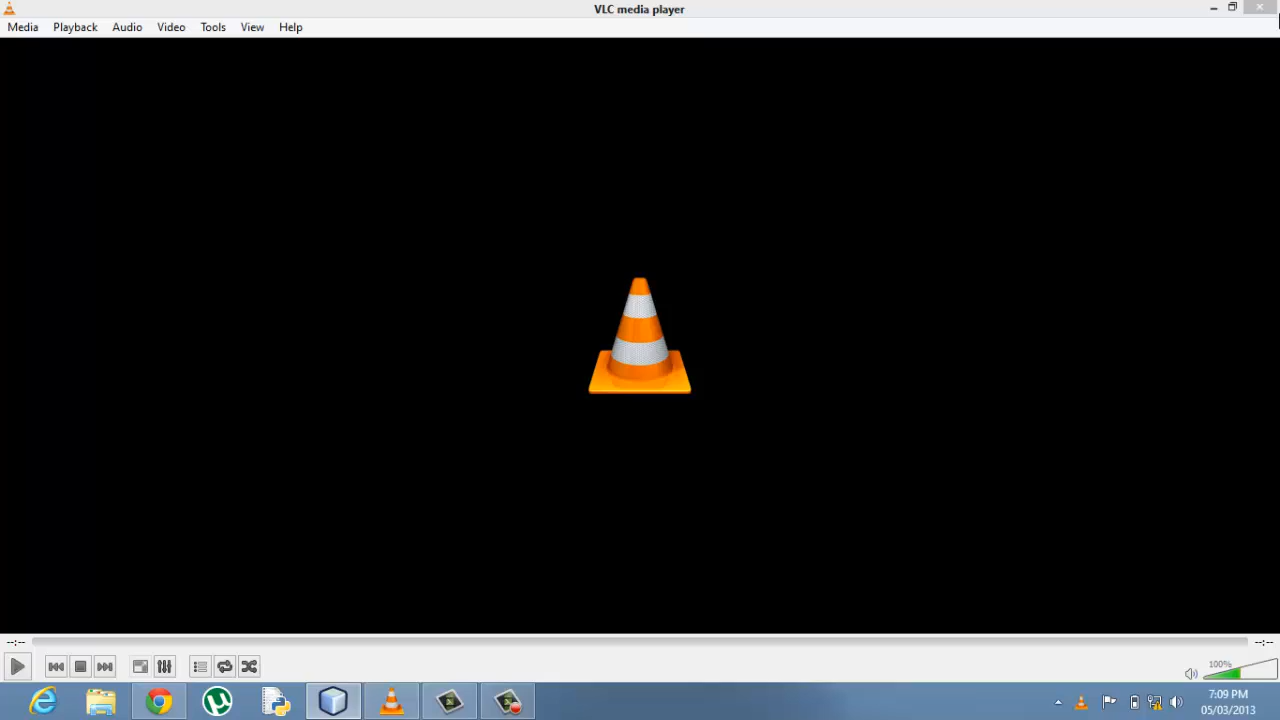 VLC media player
Media Playback Audio Video Tools View Help
--:-- --:--
100%
7:09 PM
05/03/2013